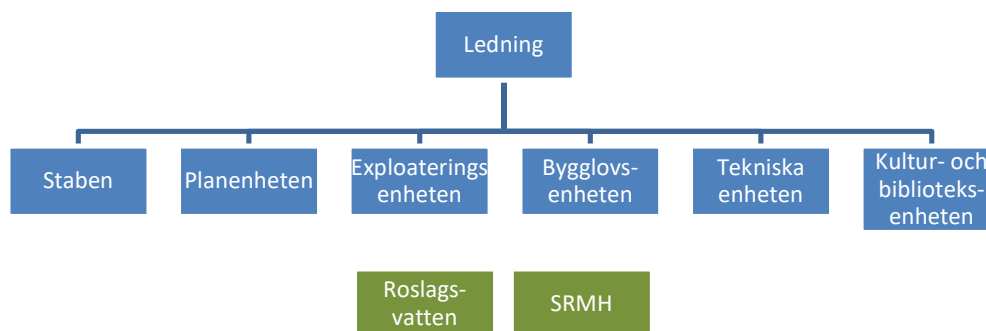 Ledning
Staben
Planenheten
Exploaterings
enheten
Bygglovs-
enheten
Tekniska
enheten
Kultur- och
biblioteks-
enheten
Roslags-
vatten
SRMH